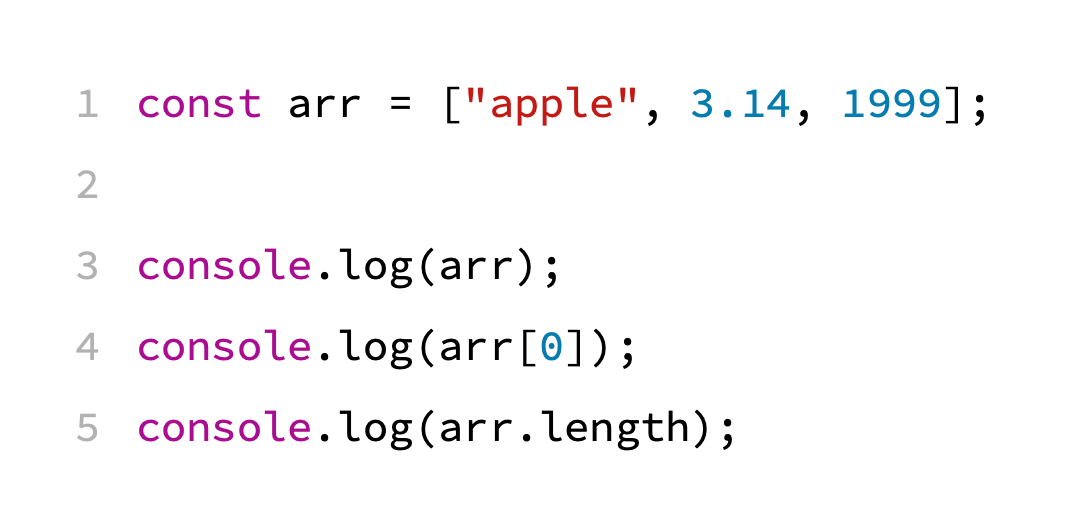 1 const arr = ["apple", 3.14, 1999];
2
3 console.log(arr);
4 console.log(arr[0]);
5 console.log(arr.length);